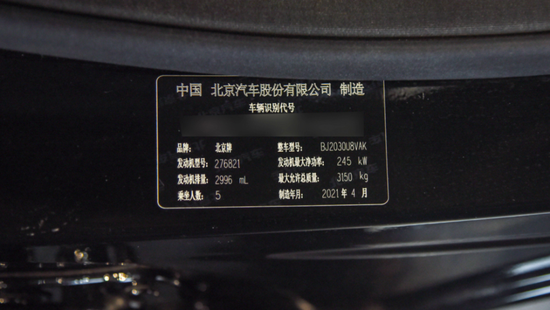 中国 北京汽车股份有限公司 制造
车辆识别代号
品牌: 北京牌 整车型号: BJ2030U8VAK
发动机型号: 276821 发动机最大净功率: 245 kW
发动机排量: 2996 mL 最大允许总质量: 3150 kg
乘坐人数: 5 制造年月: 2021 年 4 月